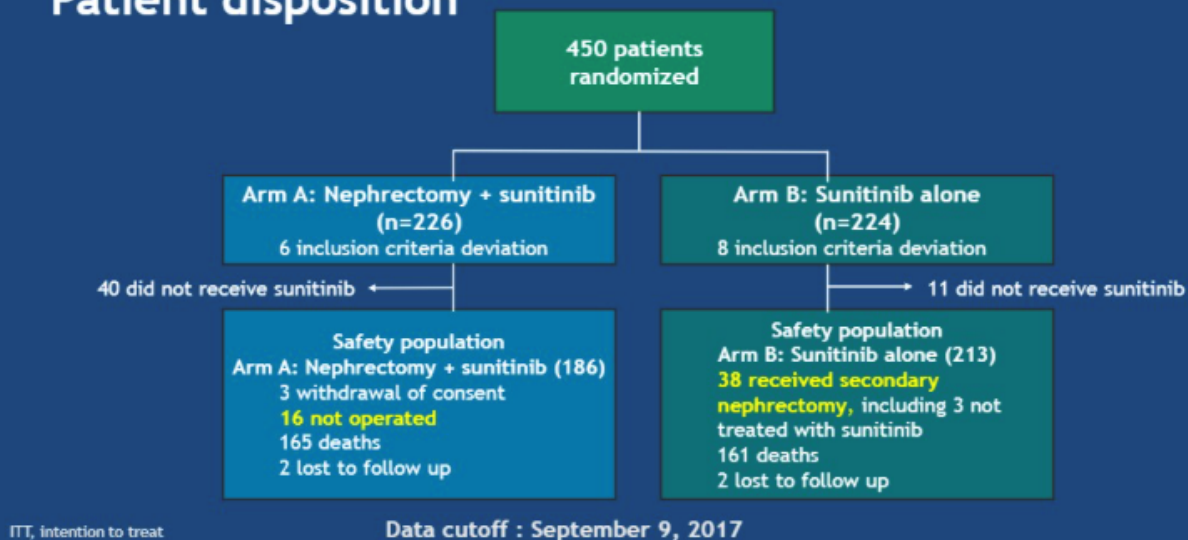 Patient disposition
450 patients
randomized
Arm A: Nephrectomy + sunitinib
(n=226)
6 inclusion criteria deviation
Arm B: Sunitinib alone
(n=224)
8 inclusion criteria deviation
40 did not receive sunitinib
11 did not receive sunitinib
Safety population
Arm A: Nephrectomy + sunitinib (186)
3 withdrawal of consent
16 not operated
165 deaths
2 lost to follow up
Safety population
Arm B: Sunitinib alone (213)
38 received secondary
nephrectomy, including 3 not
treated with sunitinib
161 deaths
2 lost to follow up
ITT, intention to treat
Data cutoff : September 9, 2017